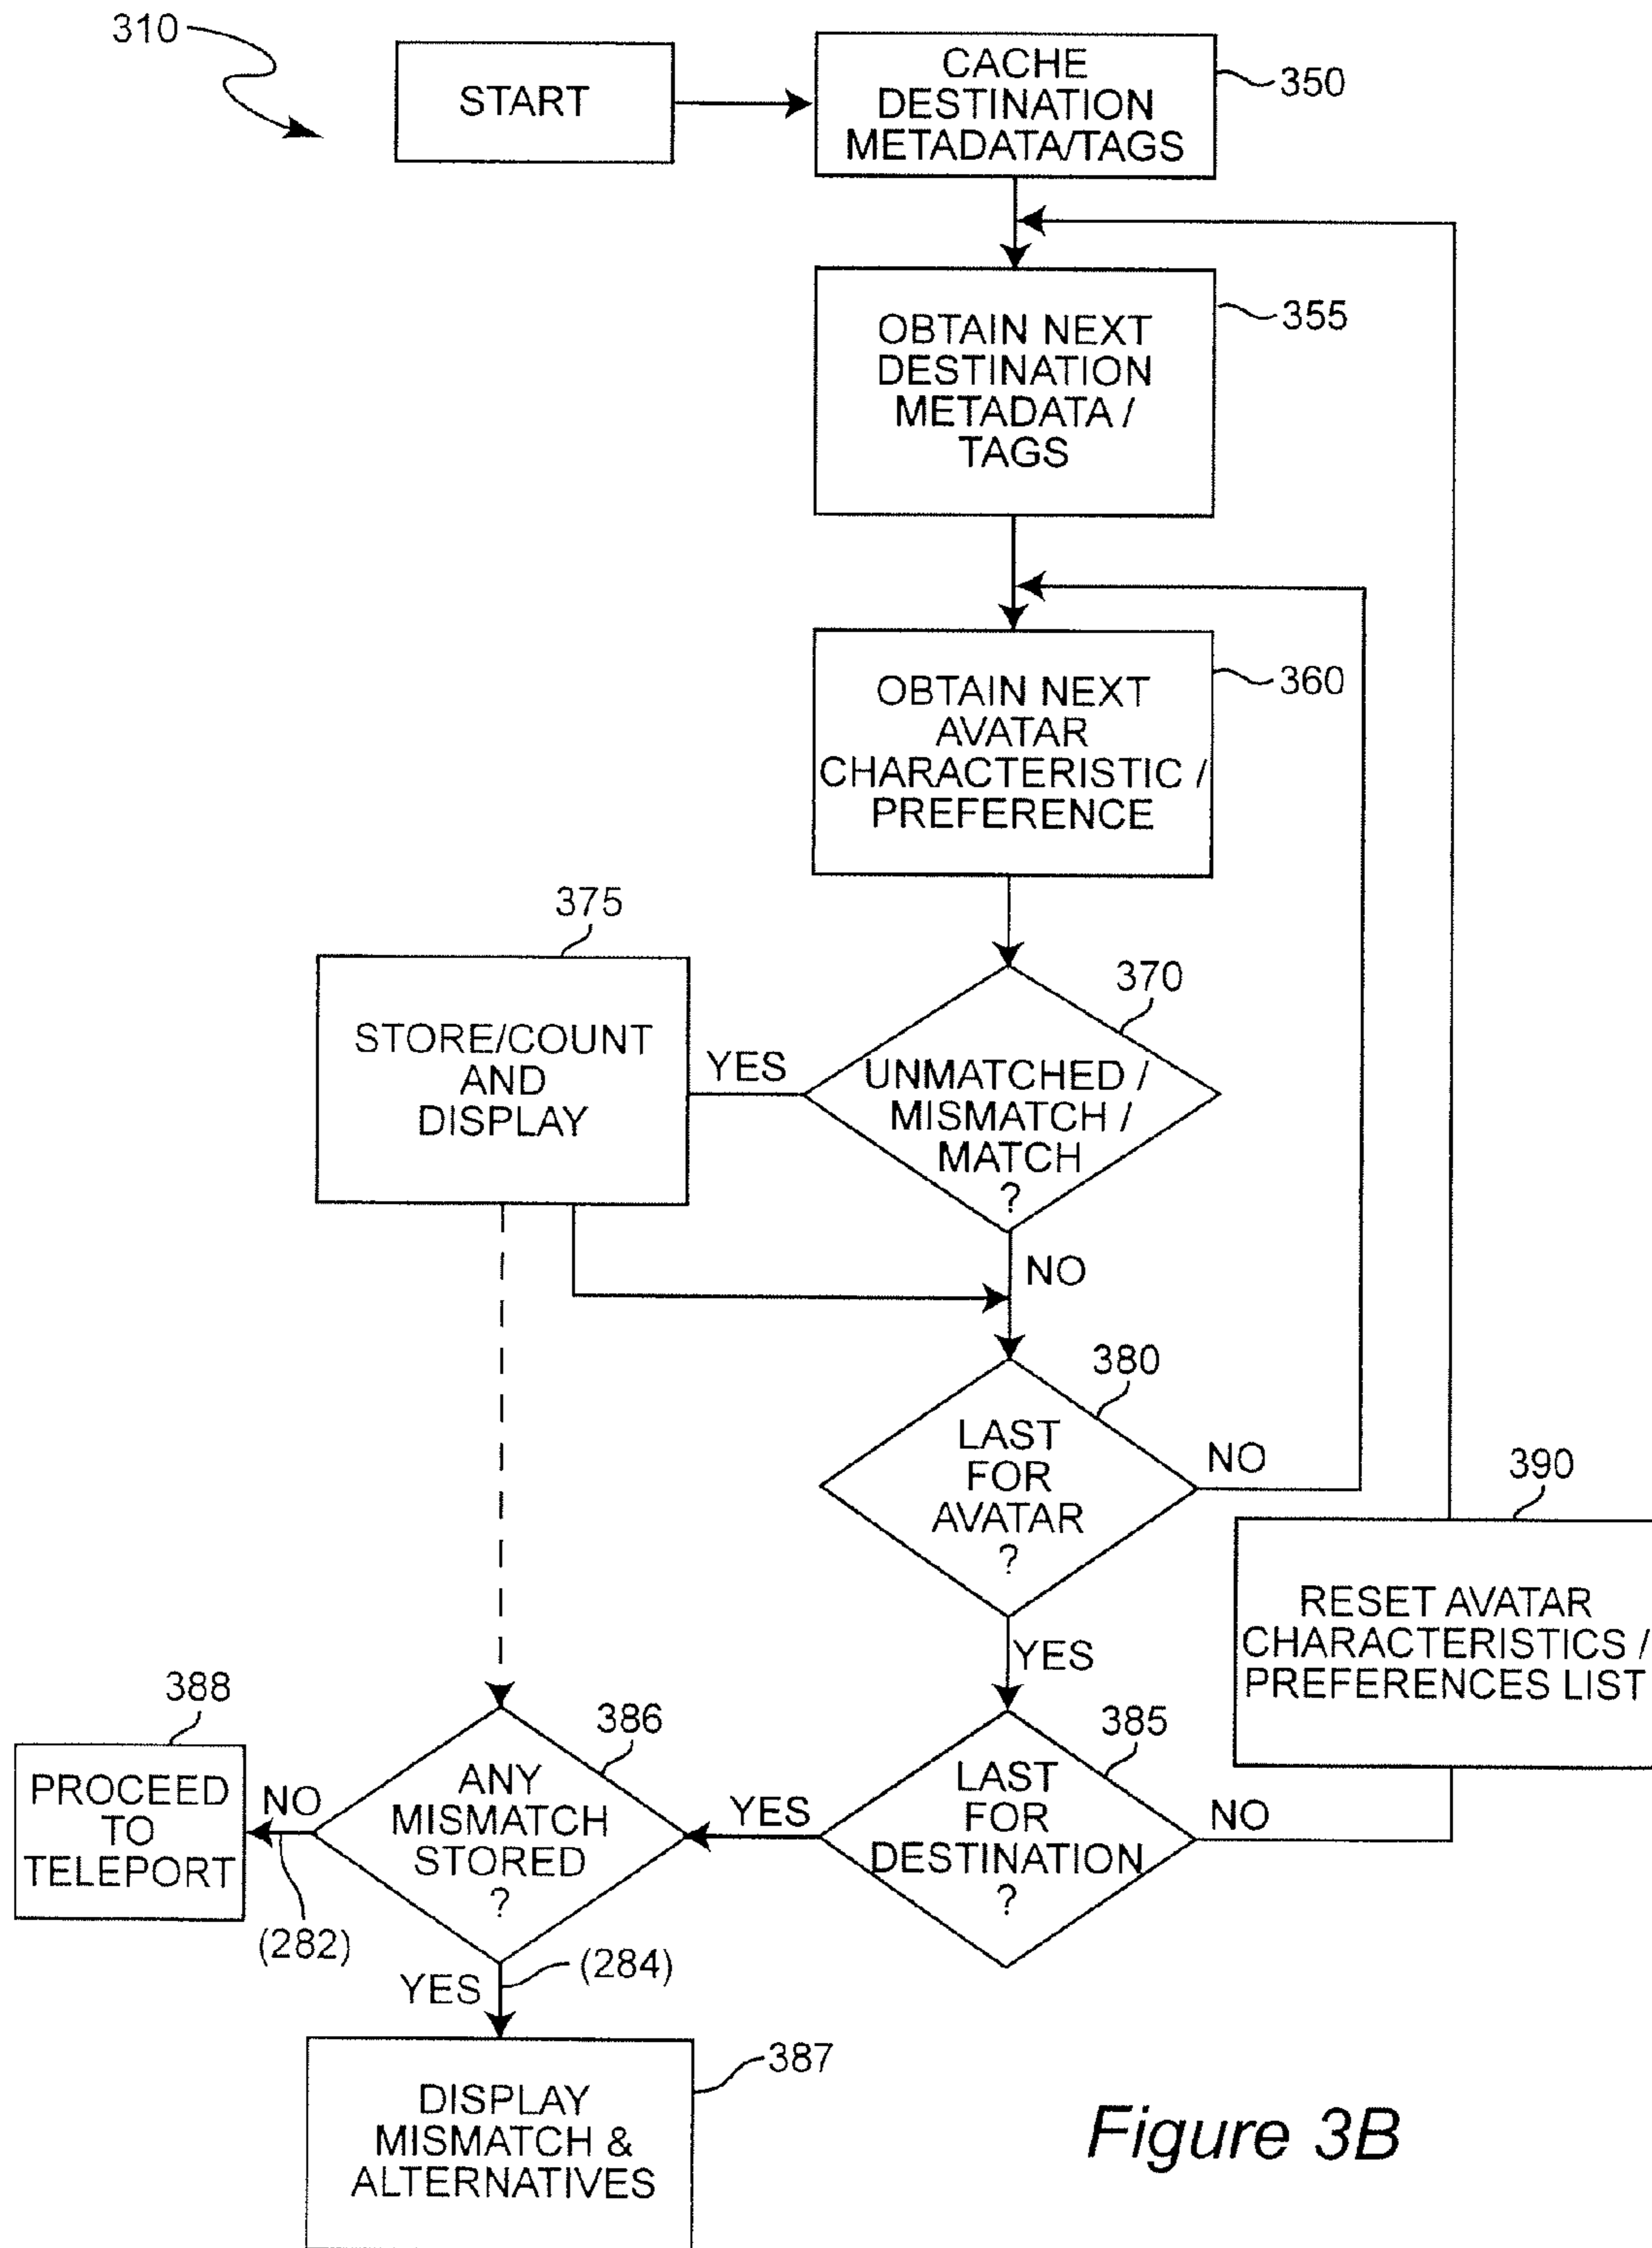 310
START
CACHE
DESTINATION
METADATA/TAGS
350
OBTAIN NEXT
DESTINATION
METADATA /
TAGS
355
OBTAIN NEXT
AVATAR
CHARACTERISTIC /
PREFERENCE
360
375
STORE/COUNT
AND
DISPLAY
YES
370
UNMATCHED /
MISMATCH /
MATCH
?
NO
380
LAST
FOR
AVATAR
?
NO
390
RESET AVATAR
CHARACTERISTICS /
PREFERENCES LIST
YES
388
PROCEED
TO
TELEPORT
NO
(282)
386
ANY
MISMATCH
STORED
?
YES
385
LAST
FOR
DESTINATION
?
NO
YES
(284)
387
DISPLAY
MISMATCH &
ALTERNATIVES
Figure 3B